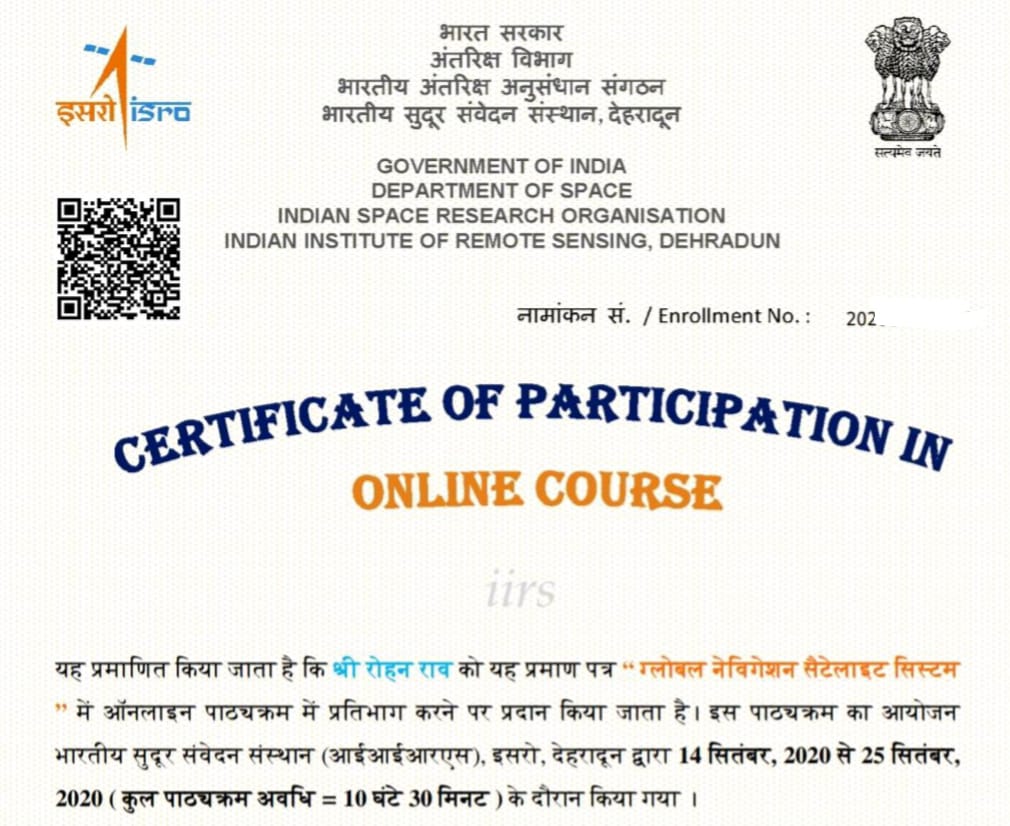 भारत सरकार
अंतरिक्ष विभाग
भारतीय अंतरिक्ष अनुसंधान संगठन
भारतीय सुदूर संवेदन संस्थान, देहरादून
इसरो isro
सत्यमेव जयते
GOVERNMENT OF INDIA
DEPARTMENT OF SPACE
INDIAN SPACE RESEARCH ORGANISATION
INDIAN INSTITUTE OF REMOTE SENSING, DEHRADUN
नामांकन सं. / Enrollment No. : 202
CERTIFICATE OF PARTICIPATION IN
ONLINE COURSE
iirs
यह प्रमाणित किया जाता है कि श्री रोहन राव को यह प्रमाण पत्र “ ग्लोबल नेविगेशन सैटेलाइट सिस्टम
” में ऑनलाइन पाठ्यक्रम में प्रतिभाग करने पर प्रदान किया जाता है। इस पाठ्यक्रम का आयोजन
भारतीय सुदूर संवेदन संस्थान (आईआईआरएस), इसरो, देहरादून द्वारा 14 सितंबर, 2020 से 25 सितंबर,
2020 ( कुल पाठ्यक्रम अवधि = 10 घंटे 30 मिनट ) के दौरान किया गया ।